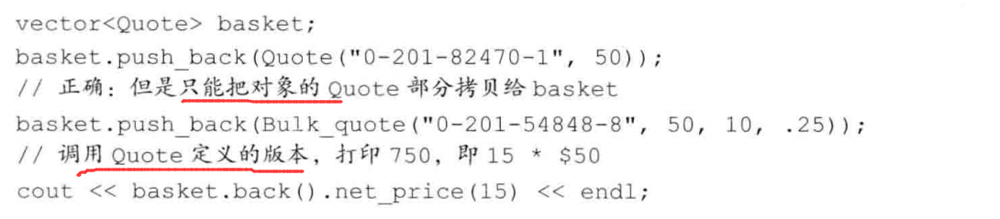 vector<Quote> basket;
basket.push_back(Quote("0-201-82470-1", 50));
// 正确：但是只能把对象的 Quote 部分拷贝给 basket
basket.push_back(Bulk_quote("0-201-54848-8", 50, 10, .25));
// 调用 Quote 定义的版本，打印 750，即 15 * $50
cout << basket.back().net_price(15) << endl;